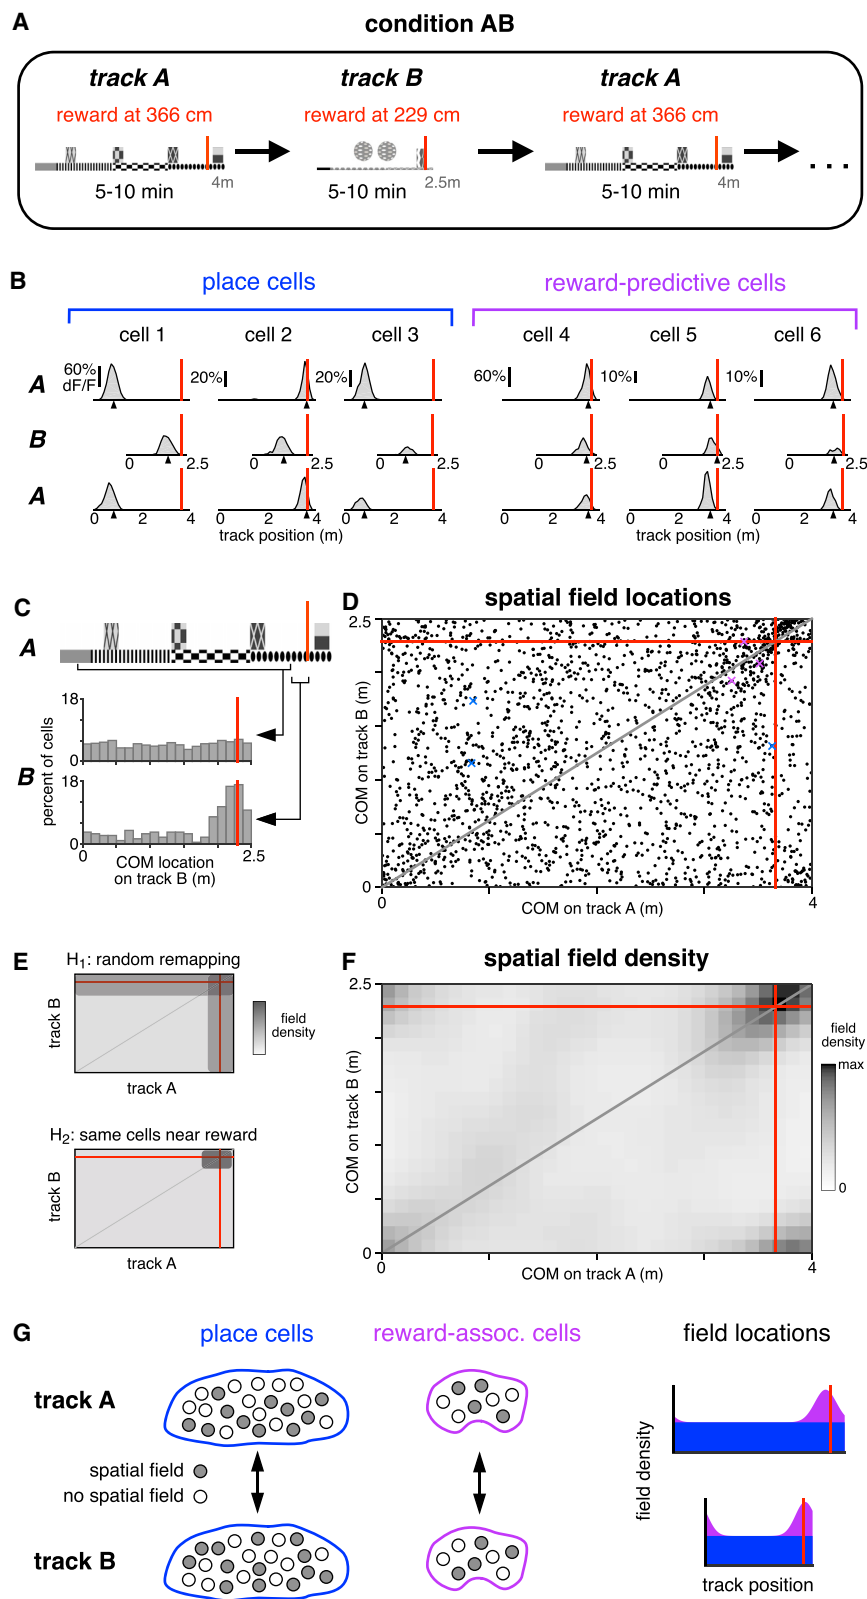 A
condition AB
track A
track B
track A
reward at 366 cm
reward at 229 cm
reward at 366 cm
5-10 min
4m
5-10 min
2.5m
5-10 min
4m
. . . .
B
place cells
reward-predictive cells
cell 1
cell 2
cell 3
cell 4
cell 5
cell 6
A
60%
dF/F
20%
20%
60%
10%
10%
B
0 2.5
0 2.5
0 2.5
0 2.5
0 2.5
0 2.5
A
0 2 4
0 2 4
0 2 4
0 2 4
0 2 4
0 2 4
track position (m)
track position (m)
C
A
18
0
B
18
0
percent of cells
0 2.5
COM location
on track B (m)
D
spatial field locations
2.5
COM on track B (m)
0
0 4
COM on track A (m)
E
H1: random remapping
track B
track A
field
density
H2: same cells near reward
track B
track A
F
spatial field density
2.5
COM on track B (m)
0
0 4
COM on track A (m)
field
density
max
0
G
place cells
reward-assoc. cells
field locations
track A
spatial field
no spatial field
track B
field density
track position